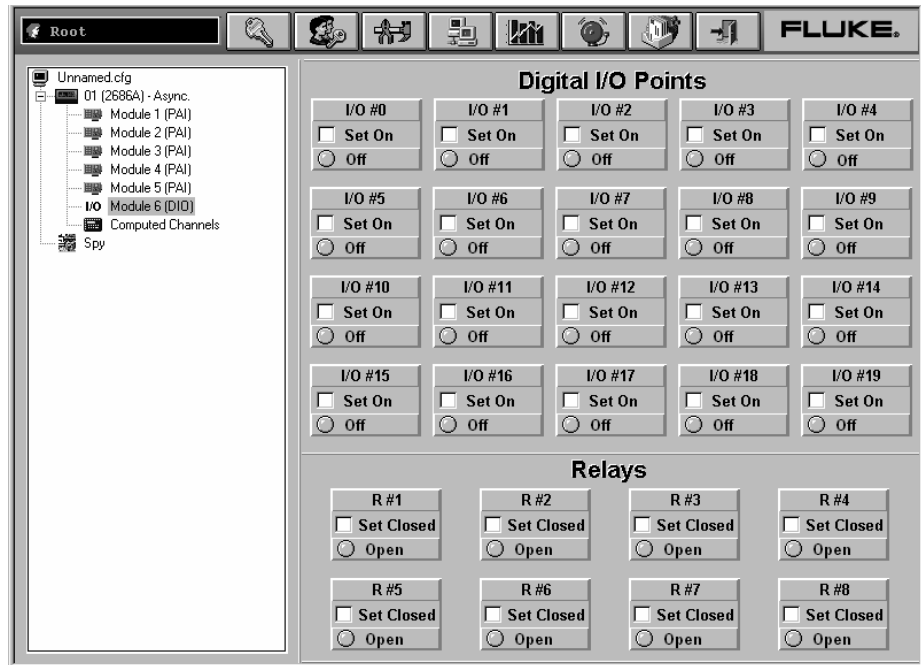 Root
FLUKE®
Unnamed.cfg
01 (2686A) - Async.
Module 1 (PAI)
Module 2 (PAI)
Module 3 (PAI)
Module 4 (PAI)
Module 5 (PAI)
I/O Module 6 (DIO)
Computed Channels
Spy
Digital I/O Points
I/O #0 I/O #1 I/O #2 I/O #3 I/O #4
Set On Set On Set On Set On Set On
Off Off Off Off Off
I/O #5 I/O #6 I/O #7 I/O #8 I/O #9
Set On Set On Set On Set On Set On
Off Off Off Off Off
I/O #10 I/O #11 I/O #12 I/O #13 I/O #14
Set On Set On Set On Set On Set On
Off Off Off Off Off
I/O #15 I/O #16 I/O #17 I/O #18 I/O #19
Set On Set On Set On Set On Set On
Off Off Off Off Off
Relays
R #1 R #2 R #3 R #4
Set Closed Set Closed Set Closed Set Closed
Open Open Open Open
R #5 R #6 R #7 R #8
Set Closed Set Closed Set Closed Set Closed
Open Open Open Open